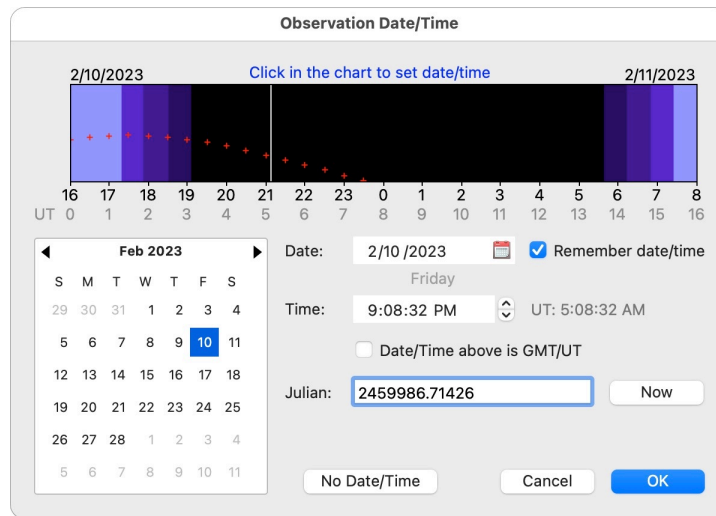 Observation Date/Time
2/10/2023 Click in the chart to set date/time 2/11/2023
16 17 18 19 20 21 22 23 0 1 2 3 4 5 6 7 8
UT 0 1 2 3 4 5 6 7 8 9 10 11 12 13 14 15 16
Feb 2023
S M T W T F S
29 30 31 1 2 3 4
5 6 7 8 9 10 11
12 13 14 15 16 17 18
19 20 21 22 23 24 25
26 27 28 1 2 3 4
5 6 7 8 9 10 11
Date: 2/10 /2023 Remember date/time
Friday
Time: 9:08:32 PM UT: 5:08:32 AM
Date/Time above is GMT/UT
Julian: 2459986.71426 Now
No Date/Time Cancel OK